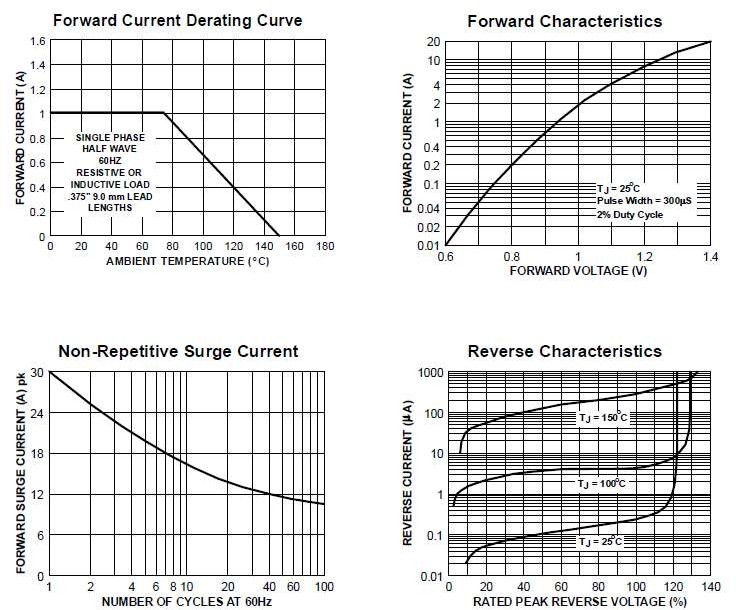 Forward Current Derating Curve
FORWARD CURRENT (A)
1.6
1.4
1.2
1
0.8
0.6
0.4
0.2
0
SINGLE PHASE
HALF WAVE
60HZ
RESISTIVE OR
INDUCTIVE LOAD
.375" 9.0 mm LEAD
LENGTHS
0 20 40 60 80 100 120 140 160 180
AMBIENT TEMPERATURE (°C)
Forward Characteristics
FORWARD CURRENT (A)
20
10
4
2
1
0.4
0.2
0.1
0.04
0.02
0.01
TJ = 25°C
Pulse Width = 300µS
2% Duty Cycle
0.6 0.8 1 1.2 1.4
FORWARD VOLTAGE (V)
Non-Repetitive Surge Current
FORWARD SURGE CURRENT (A) pk
30
24
18
12
6
0
1 2 4 6 8 10 20 40 60 100
NUMBER OF CYCLES AT 60Hz
Reverse Characteristics
REVERSE CURRENT (µA)
1000
100
10
1
0.1
0.01
TJ = 150°C
TJ = 100°C
TJ = 25°C
0 20 40 60 80 100 120 140
RATED PEAK REVERSE VOLTAGE (%)